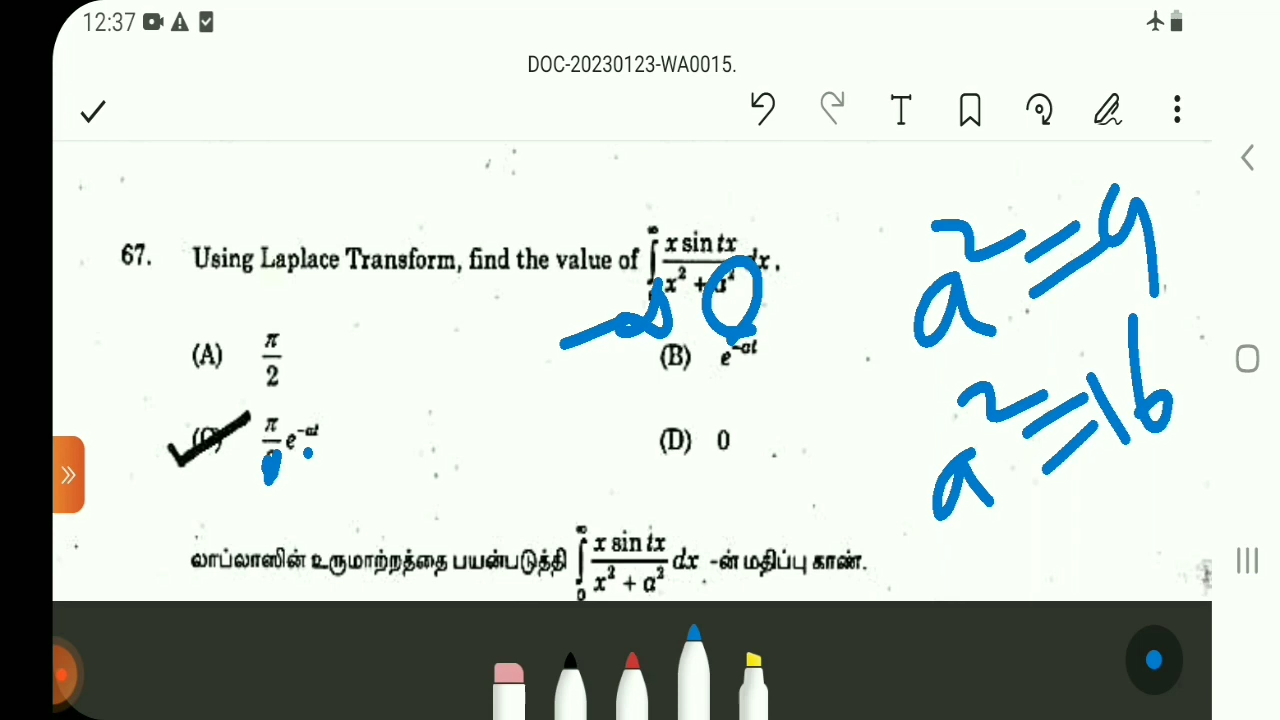 12:37
DOC-20230123-WA0015.
67. Using Laplace Transform, find the value of ∫ x sin tx / x² + a² dx.
(A) π/2
(B) e^-at
(C) π/ e^-at
(D) 0
a² = 9
a² = 16
லாப்லாஸின் உருமாற்றத்தை பயன்படுத்தி ∫₀^∞ x sin tx / x² + a² dx -ன் மதிப்பு காண்.